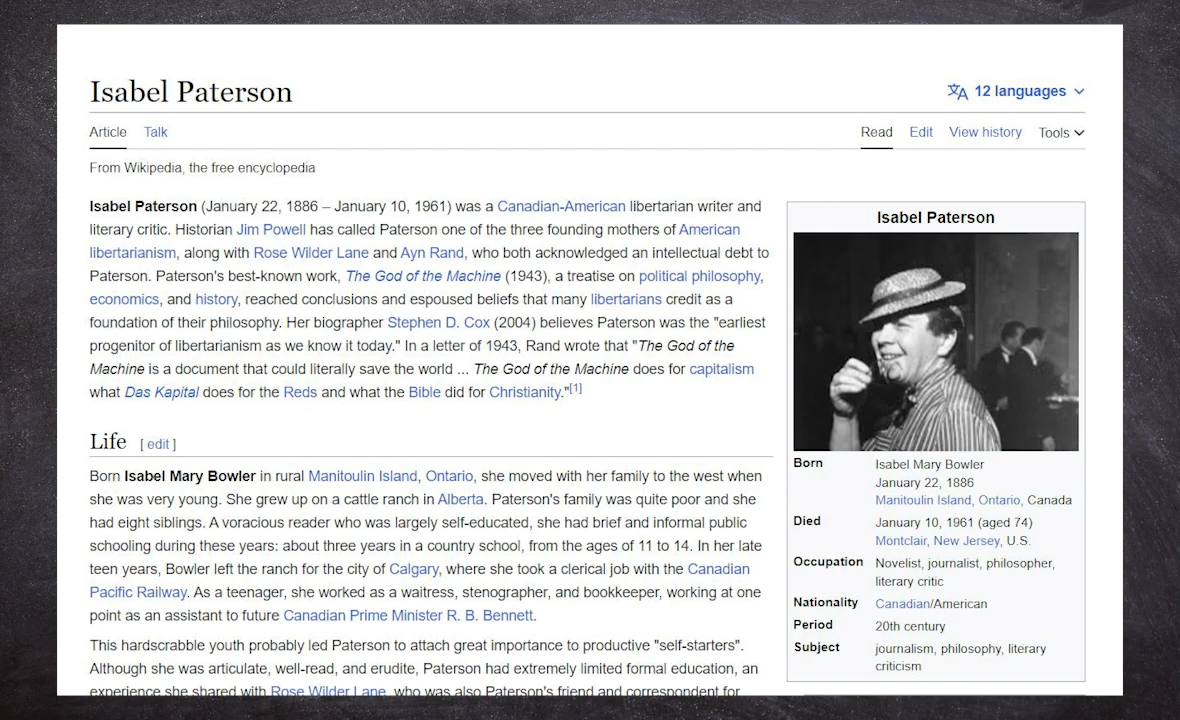 Isabel Paterson
12 languages
Article Talk
Read Edit View history Tools
From Wikipedia, the free encyclopedia
Isabel Paterson (January 22, 1886 – January 10, 1961) was a Canadian-American libertarian writer and
literary critic. Historian Jim Powell has called Paterson one of the three founding mothers of American
libertarianism, along with Rose Wilder Lane and Ayn Rand, who both acknowledged an intellectual debt to
Paterson. Paterson's best-known work, The God of the Machine (1943), a treatise on political philosophy,
economics, and history, reached conclusions and espoused beliefs that many libertarians credit as a
foundation of their philosophy. Her biographer Stephen D. Cox (2004) believes Paterson was the "earliest
progenitor of libertarianism as we know it today." In a letter of 1943, Rand wrote that "The God of the
Machine is a document that could literally save the world ... The God of the Machine does for capitalism
what Das Kapital does for the Reds and what the Bible did for Christianity."[1]
Life [ edit ]
Born Isabel Mary Bowler in rural Manitoulin Island, Ontario, she moved with her family to the west when
she was very young. She grew up on a cattle ranch in Alberta. Paterson's family was quite poor and she
had eight siblings. A voracious reader who was largely self-educated, she had brief and informal public
schooling during these years: about three years in a country school, from the ages of 11 to 14. In her late
teen years, Bowler left the ranch for the city of Calgary, where she took a clerical job with the Canadian
Pacific Railway. As a teenager, she worked as a waitress, stenographer, and bookkeeper, working at one
point as an assistant to future Canadian Prime Minister R. B. Bennett.
This hardscrabble youth probably led Paterson to attach great importance to productive "self-starters".
Although she was articulate, well-read, and erudite, Paterson had extremely limited formal education, an
experience she shared with Rose Wilder Lane, who was also Paterson's friend and correspondent for
Isabel Paterson
Born Isabel Mary Bowler
January 22, 1886
Manitoulin Island, Ontario, Canada
Died January 10, 1961 (aged 74)
Montclair, New Jersey, U.S.
Occupation Novelist, journalist, philosopher,
literary critic
Nationality Canadian/American
Period 20th century
Subject journalism, philosophy, literary
criticism